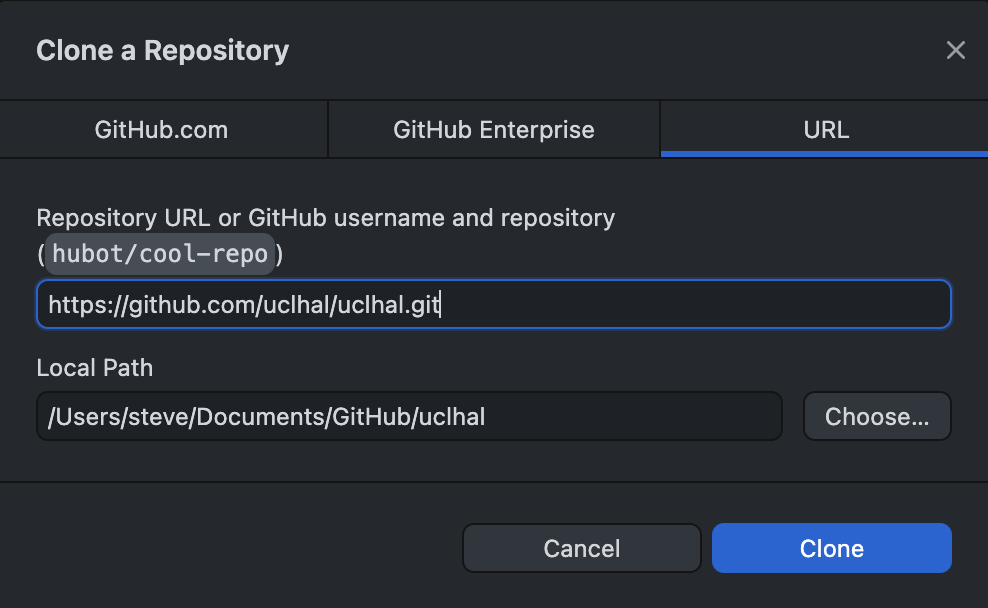 Clone a Repository
GitHub.com
GitHub Enterprise
URL
Repository URL or GitHub username and repository
(hubot/cool-repo)
https://github.com/uclhal/uclhal.git
Local Path
/Users/steve/Documents/GitHub/uclhal
Choose...
Cancel
Clone